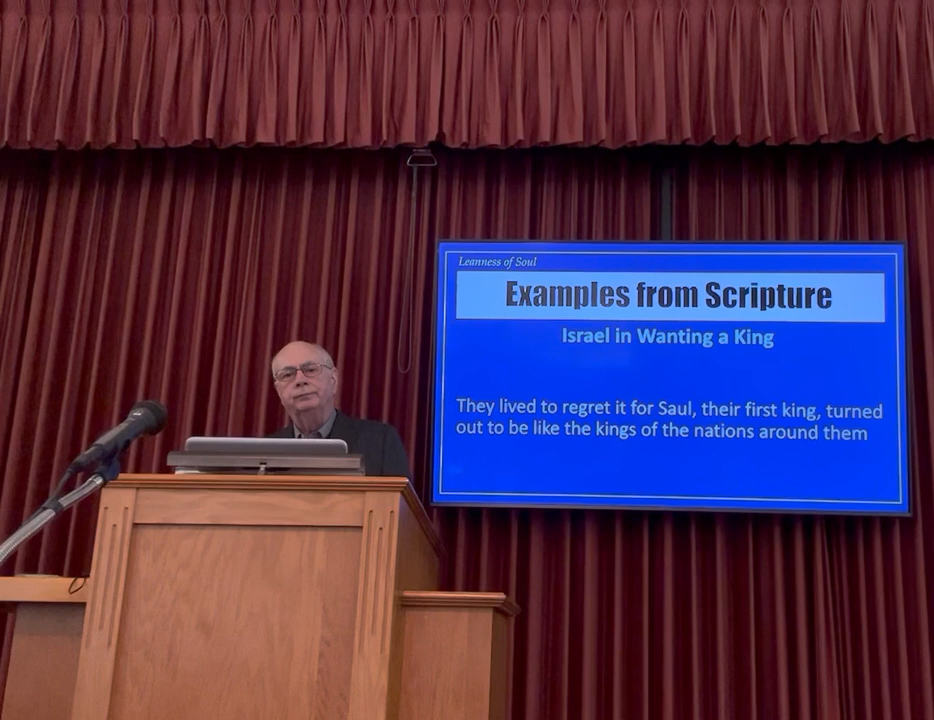 Leanness of Soul
Examples from Scripture
Israel in Wanting a King
They lived to regret it for Saul, their first king, turned
out to be like the kings of the nations around them